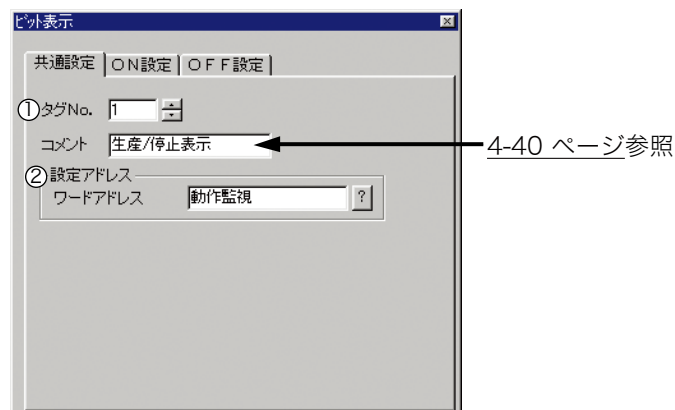 ビット表示
共通設定 ON設定 OFF設定
①タグNo. 1
コメント 生産/停止表示
4-40 ページ参照
②設定アドレス
ワードアドレス 動作監視 ?